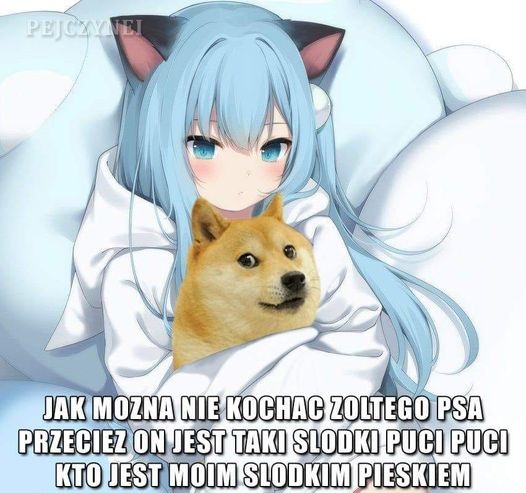 PEJCZYNEI
JAK MOZNA NIE KOCHAC ZOLTEGO PSA
PRZECIEZ ON JEST TAKI SLODKI PUCI PUCI
KTO JEST MOIM SLODKIM PIESKIEM